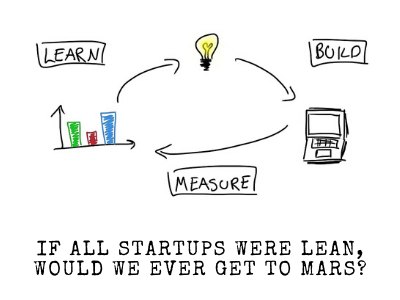 LEARN
BUILD
MEASURE
IF ALL STARTUPS WERE LEAN,
WOULD WE EVER GET TO MARS?